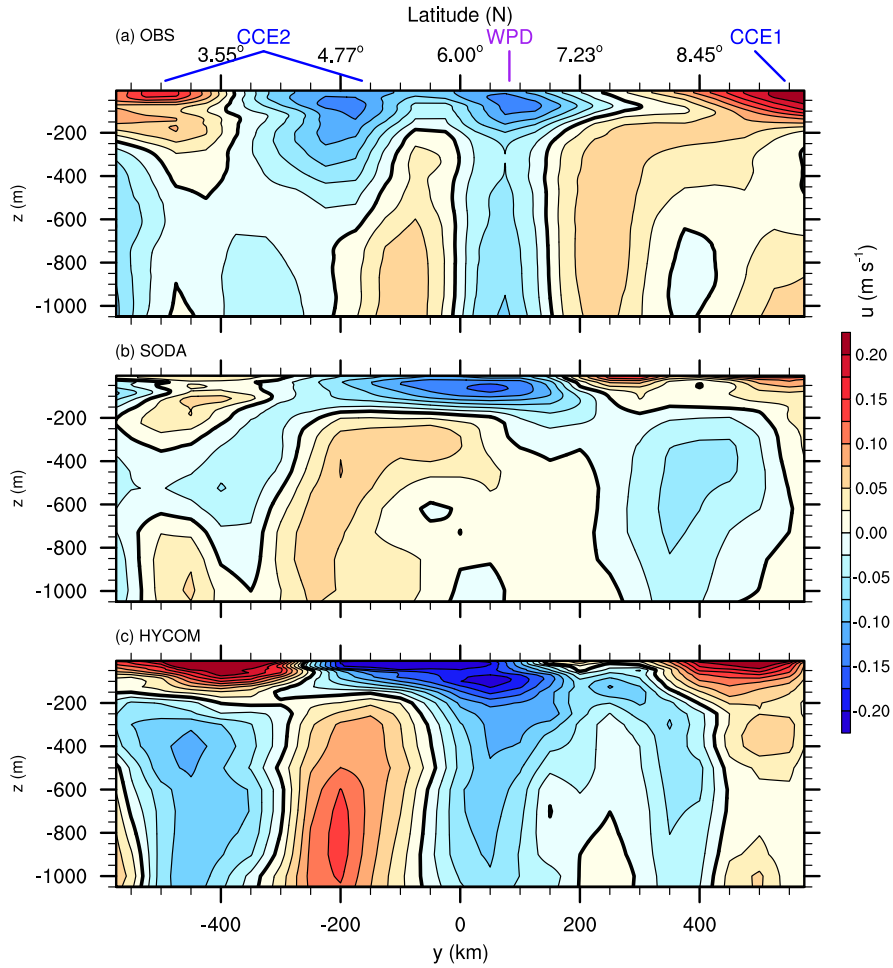 Latitude (N)
(a) OBS
CCE2
WPD
CCE1
3.55°
4.77°
6.00°
7.23°
8.45°
-200
-400
-600
-800
-1000
z (m)
(b) SODA
-200
-400
-600
-800
-1000
z (m)
(c) HYCOM
-200
-400
-600
-800
-1000
z (m)
-400
-200
0
200
400
y (km)
u (m s⁻¹)
0.20
0.15
0.10
0.05
0.00
-0.05
-0.10
-0.15
-0.20